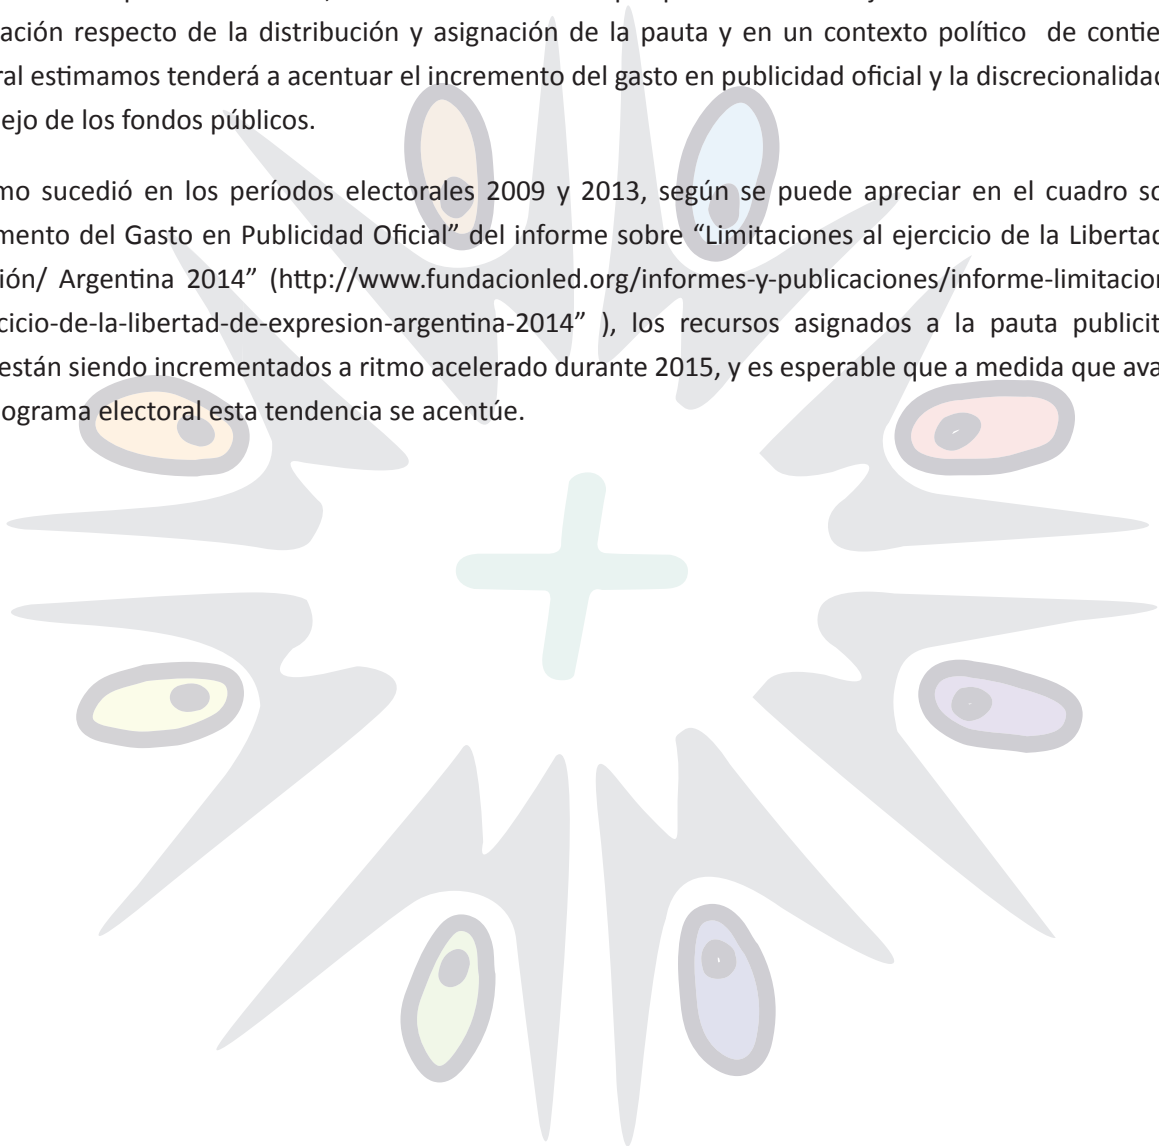 ación respecto de la distribución y asignación de la pauta y en un contexto político de contie
ral estimamos tenderá a acentuar el incremento del gasto en publicidad oficial y la discrecionalidad
ejo de los fondos públicos.
mo sucedió en los períodos electorales 2009 y 2013, según se puede apreciar en el cuadro so
mento del Gasto en Publicidad Oficial” del informe sobre “Limitaciones al ejercicio de la Libertad
ión/ Argentina 2014” (http://www.fundacionled.org/informes-y-publicaciones/informe-limitacion
cicio-de-la-libertad-de-expresion-argentina-2014” ), los recursos asignados a la pauta publicit
están siendo incrementados a ritmo acelerado durante 2015, y es esperable que a medida que ava
ograma electoral esta tendencia se acentúe.